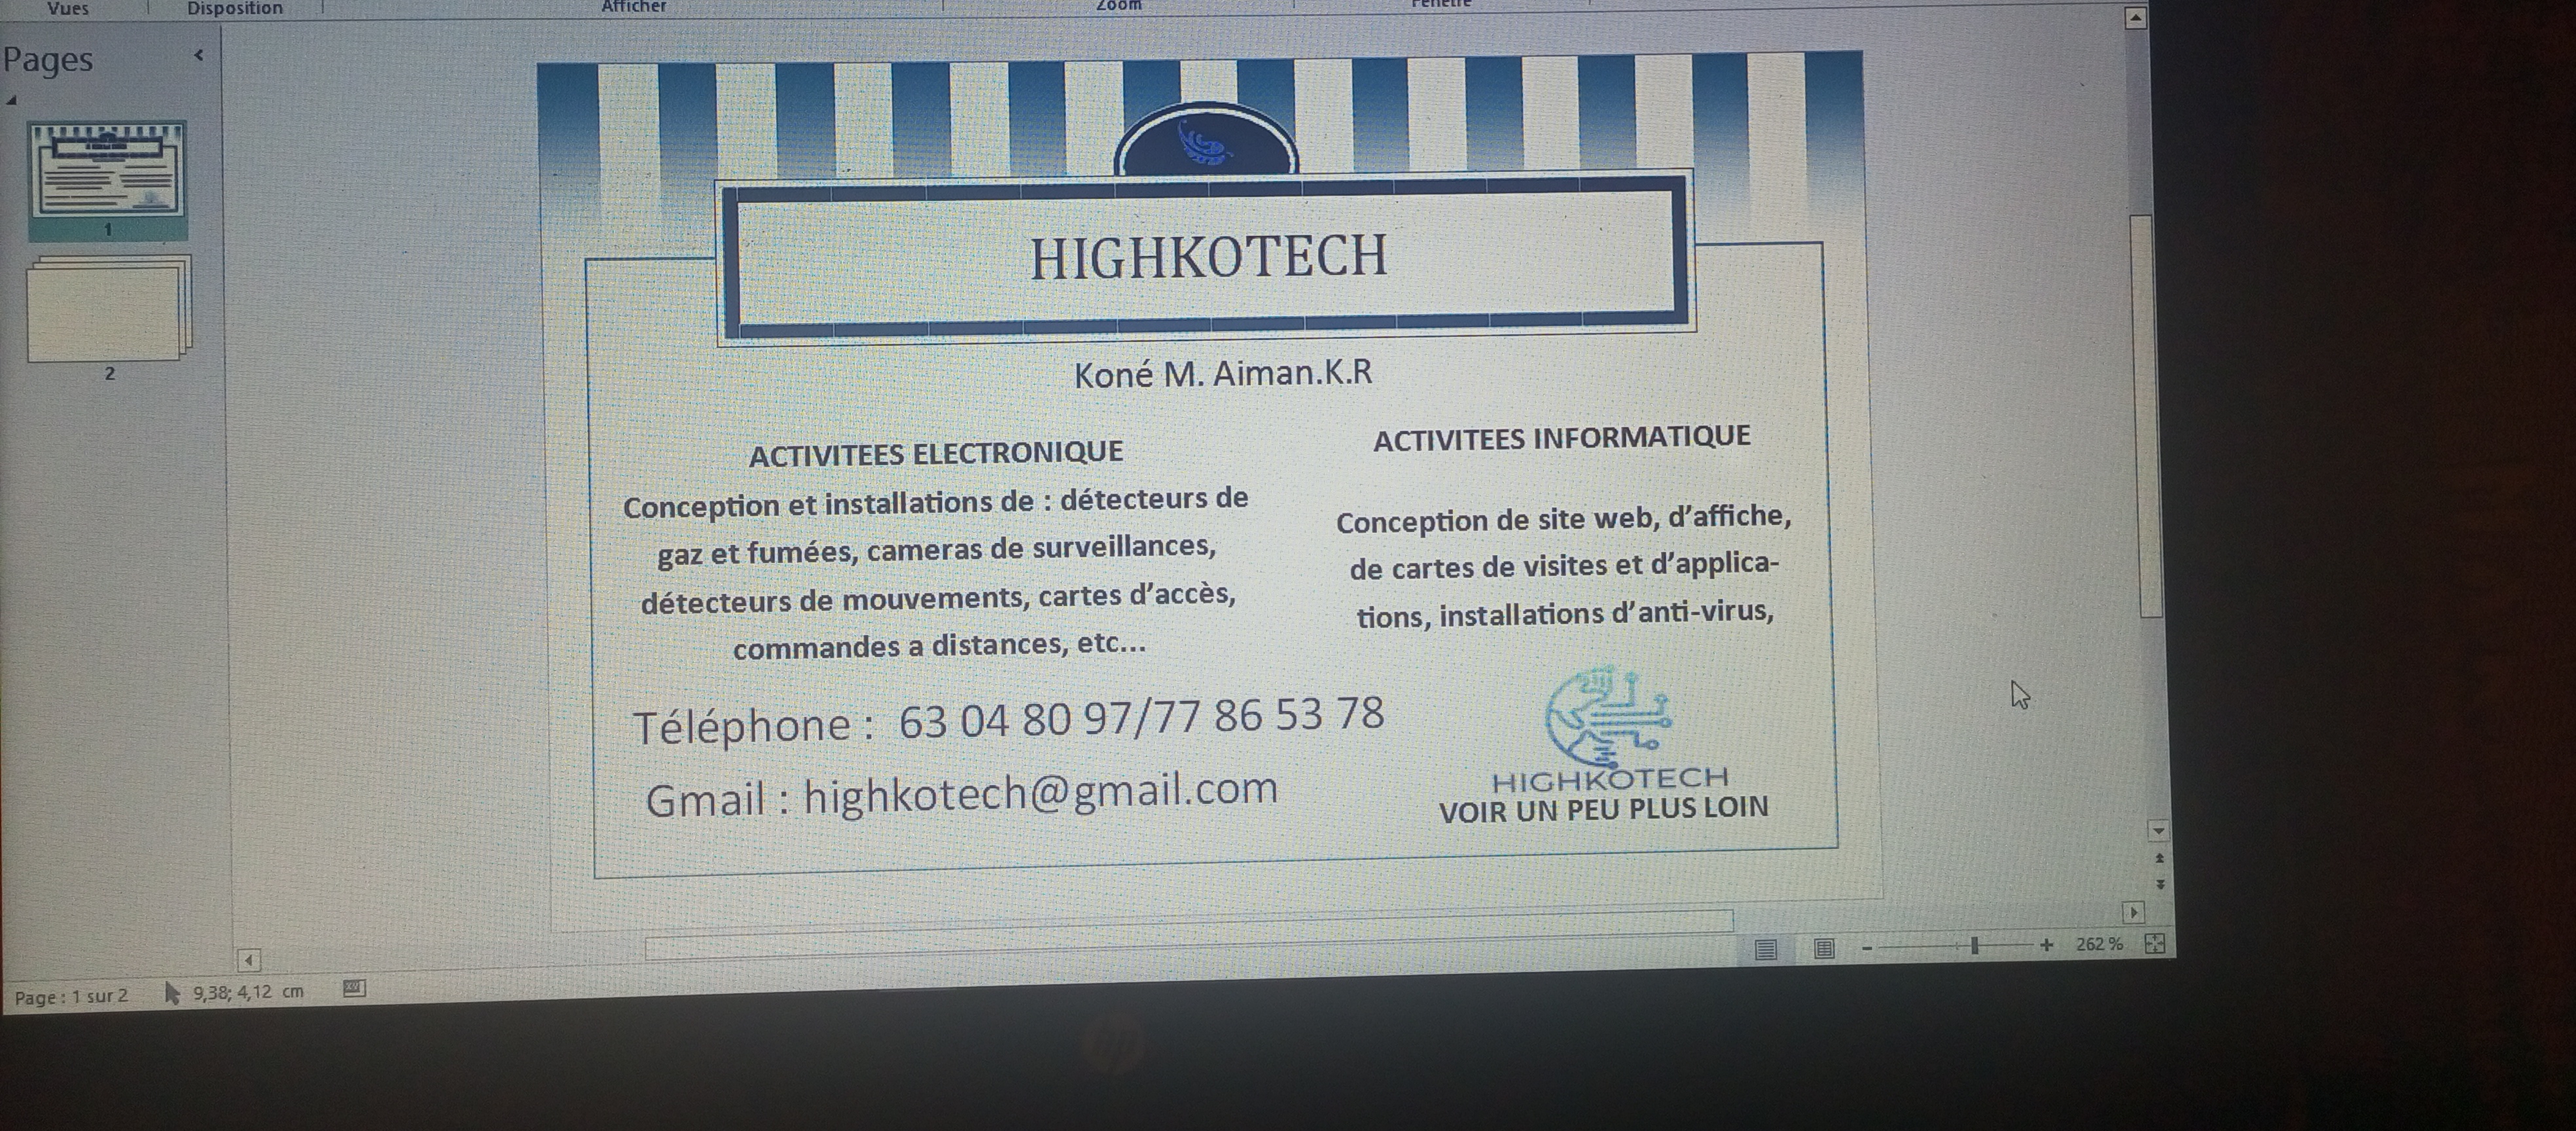 Vues
Disposition
Afficher
Zoom
Fenêtre
Pages
1
2
HIGHKOTECH
Koné M. Aiman.K.R
ACTIVITEES ELECTRONIQUE
Conception et installations de : détecteurs de
gaz et fumées, cameras de surveillances,
détecteurs de mouvements, cartes d’accès,
commandes a distances, etc...
ACTIVITEES INFORMATIQUE
Conception de site web, d’affiche,
de cartes de visites et d’applica-
tions, installations d’anti-virus,
Téléphone : 63 04 80 97/77 86 53 78
Gmail : highkotech@gmail.com
HIGHKOTECH
VOIR UN PEU PLUS LOIN
262 %
Page : 1 sur 2
9,38; 4,12 cm
hp